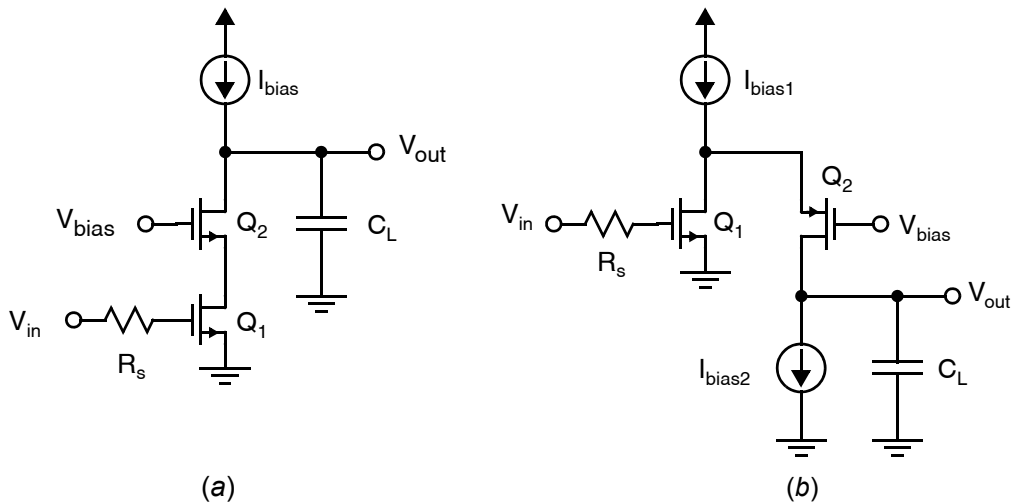 I_bias
V_out
V_bias
Q_2
C_L
V_in
R_s
Q_1
(a)
I_bias1
Q_2
V_in
R_s
Q_1
V_bias
V_out
I_bias2
C_L
(b)